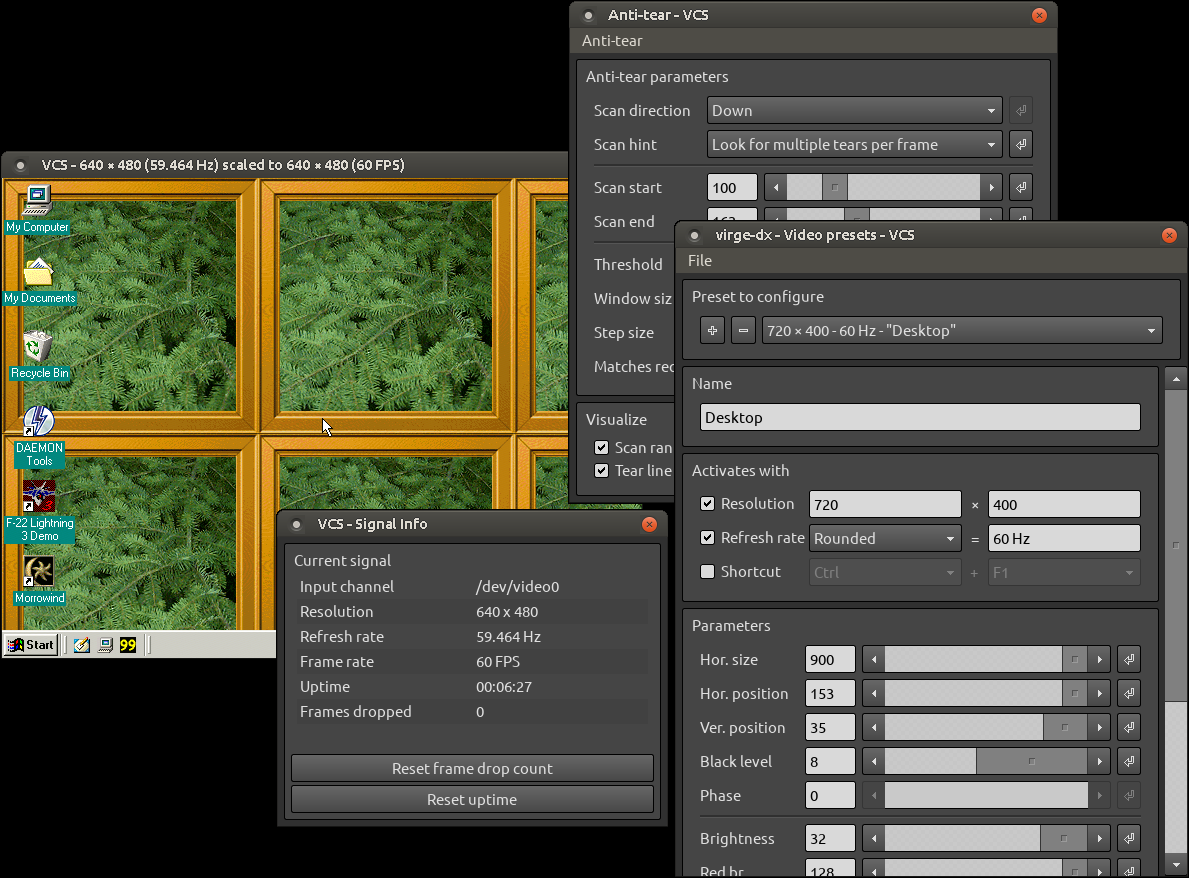 Anti-tear - VCS
Anti-tear
Anti-tear parameters
Scan direction Down
Scan hint Look for multiple tears per frame
Scan start 100
Scan end 163
Threshold
Window siz
Step size
Matches rec
Visualize
Scan ran
Tear line
VCS - 640 × 480 (59.464 Hz) scaled to 640 × 480 (60 FPS)
My Computer
My Documents
Recycle Bin
DAEMON
Tools
F-22 Lightning
3 Demo
Morrowind
Start
99
VCS - Signal Info
Current signal
Input channel /dev/video0
Resolution 640 x 480
Refresh rate 59.464 Hz
Frame rate 60 FPS
Uptime 00:06:27
Frames dropped 0
Reset frame drop count
Reset uptime
virge-dx - Video presets - VCS
File
Preset to configure
720 × 400 - 60 Hz - "Desktop"
Name
Desktop
Activates with
Resolution 720 × 400
Refresh rate Rounded = 60 Hz
Shortcut Ctrl + F1
Parameters
Hor. size 900
Hor. position 153
Ver. position 35
Black level 8
Phase 0
Brightness 32
Red br. 128